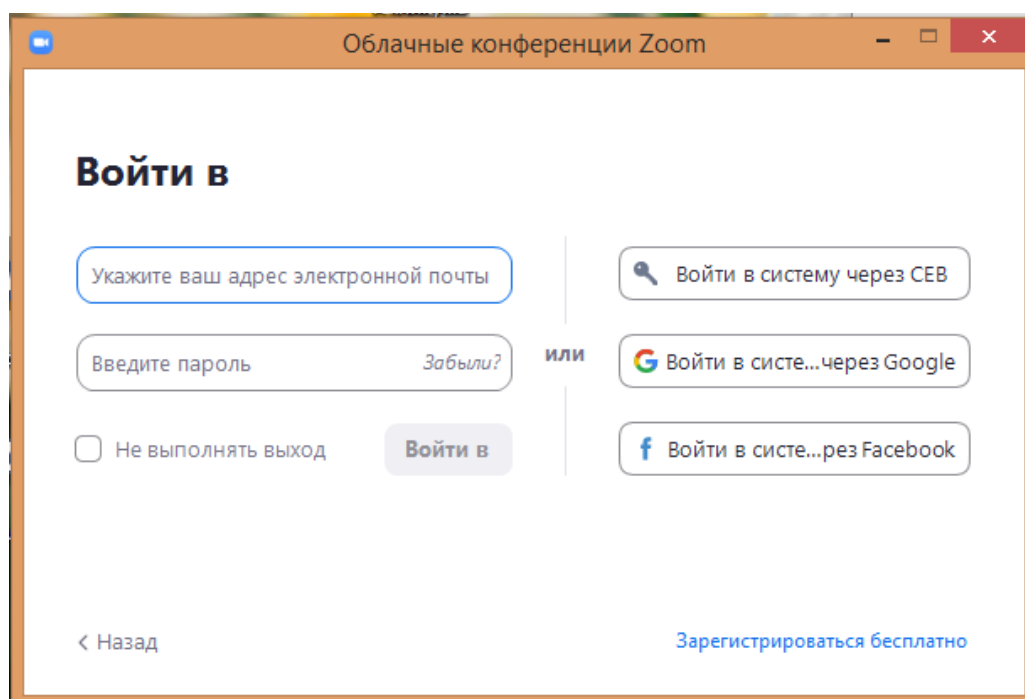 Облачные конференции Zoom
Войти в
Укажите ваш адрес электронной почты
Введите пароль
Забыли?
Не выполнять выход
Войти в
или
Войти в систему через СЕВ
Войти в систе...через Google
Войти в систе...рез Facebook
Назад
Зарегистрироваться бесплатно